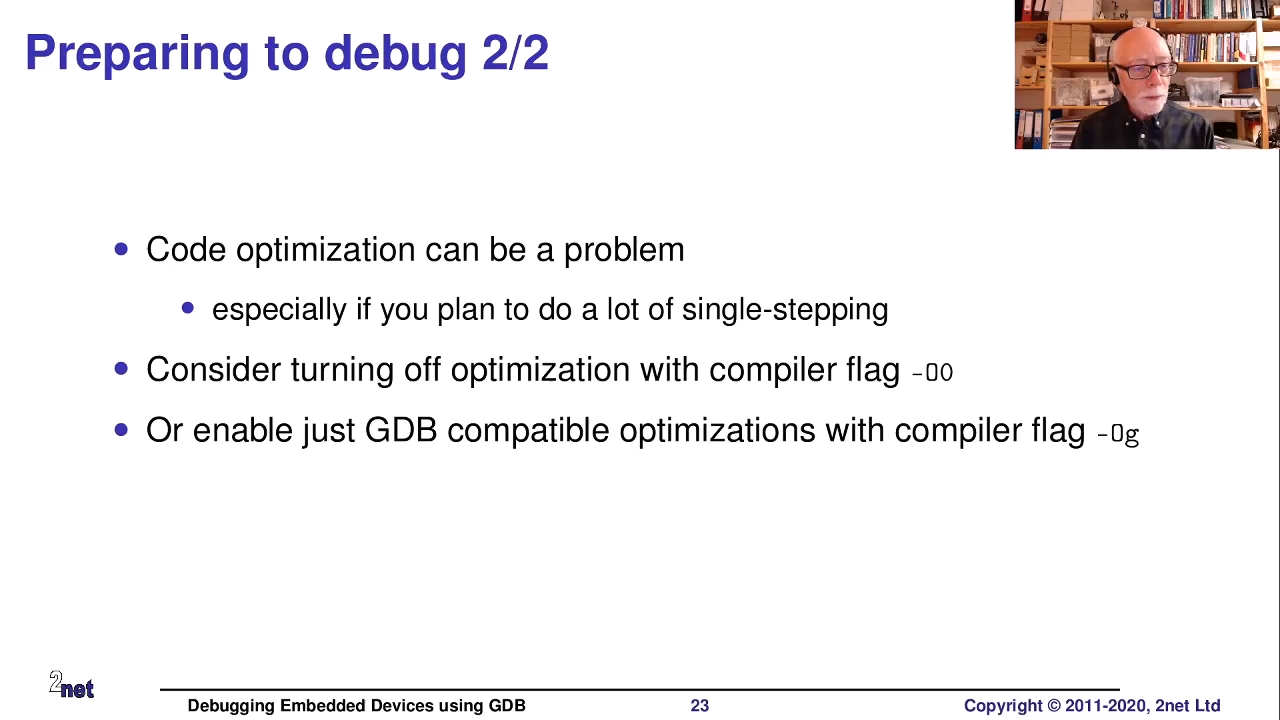 Preparing to debug 2/2
Code optimization can be a problem
especially if you plan to do a lot of single-stepping
Consider turning off optimization with compiler flag -O0
Or enable just GDB compatible optimizations with compiler flag -Og
2net
Debugging Embedded Devices using GDB 23 Copyright © 2011-2020, 2net Ltd